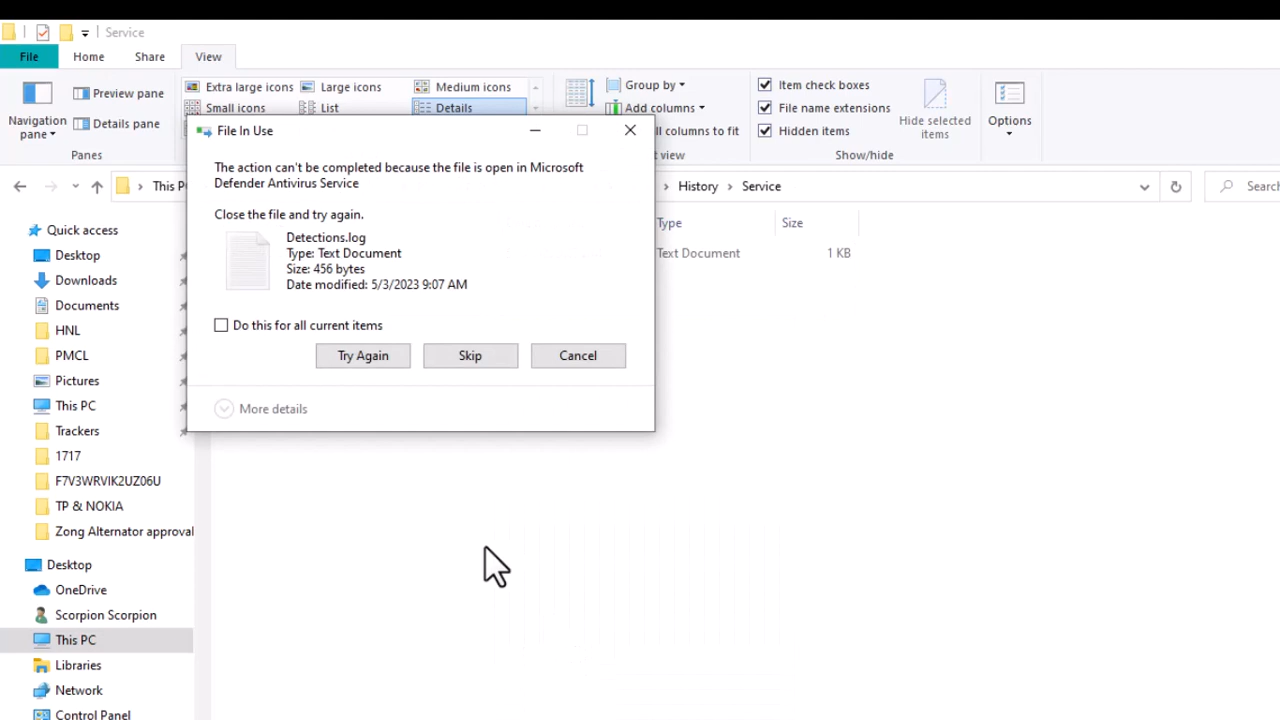 Service
File Home Share View
Preview pane
Details pane
Navigation
pane
Panes
Extra large icons Large icons Medium icons
Small icons List Details
Group by
Add columns
all columns to fit
view
Item check boxes
File name extensions
Hidden items
Hide selected
items
Show/hide
Options
File In Use
The action can't be completed because the file is open in Microsoft
Defender Antivirus Service
Close the file and try again.
Detections.log
Type: Text Document
Size: 456 bytes
Date modified: 5/3/2023 9:07 AM
Do this for all current items
Try Again Skip Cancel
More details
This P
History Service
Search
Type Size
Text Document 1 KB
Quick access
Desktop
Downloads
Documents
HNL
PMCL
Pictures
This PC
Trackers
1717
F7V3WRVIK2UZ06U
TP & NOKIA
Zong Alternator approval
Desktop
OneDrive
Scorpion Scorpion
This PC
Libraries
Network
Control Panel